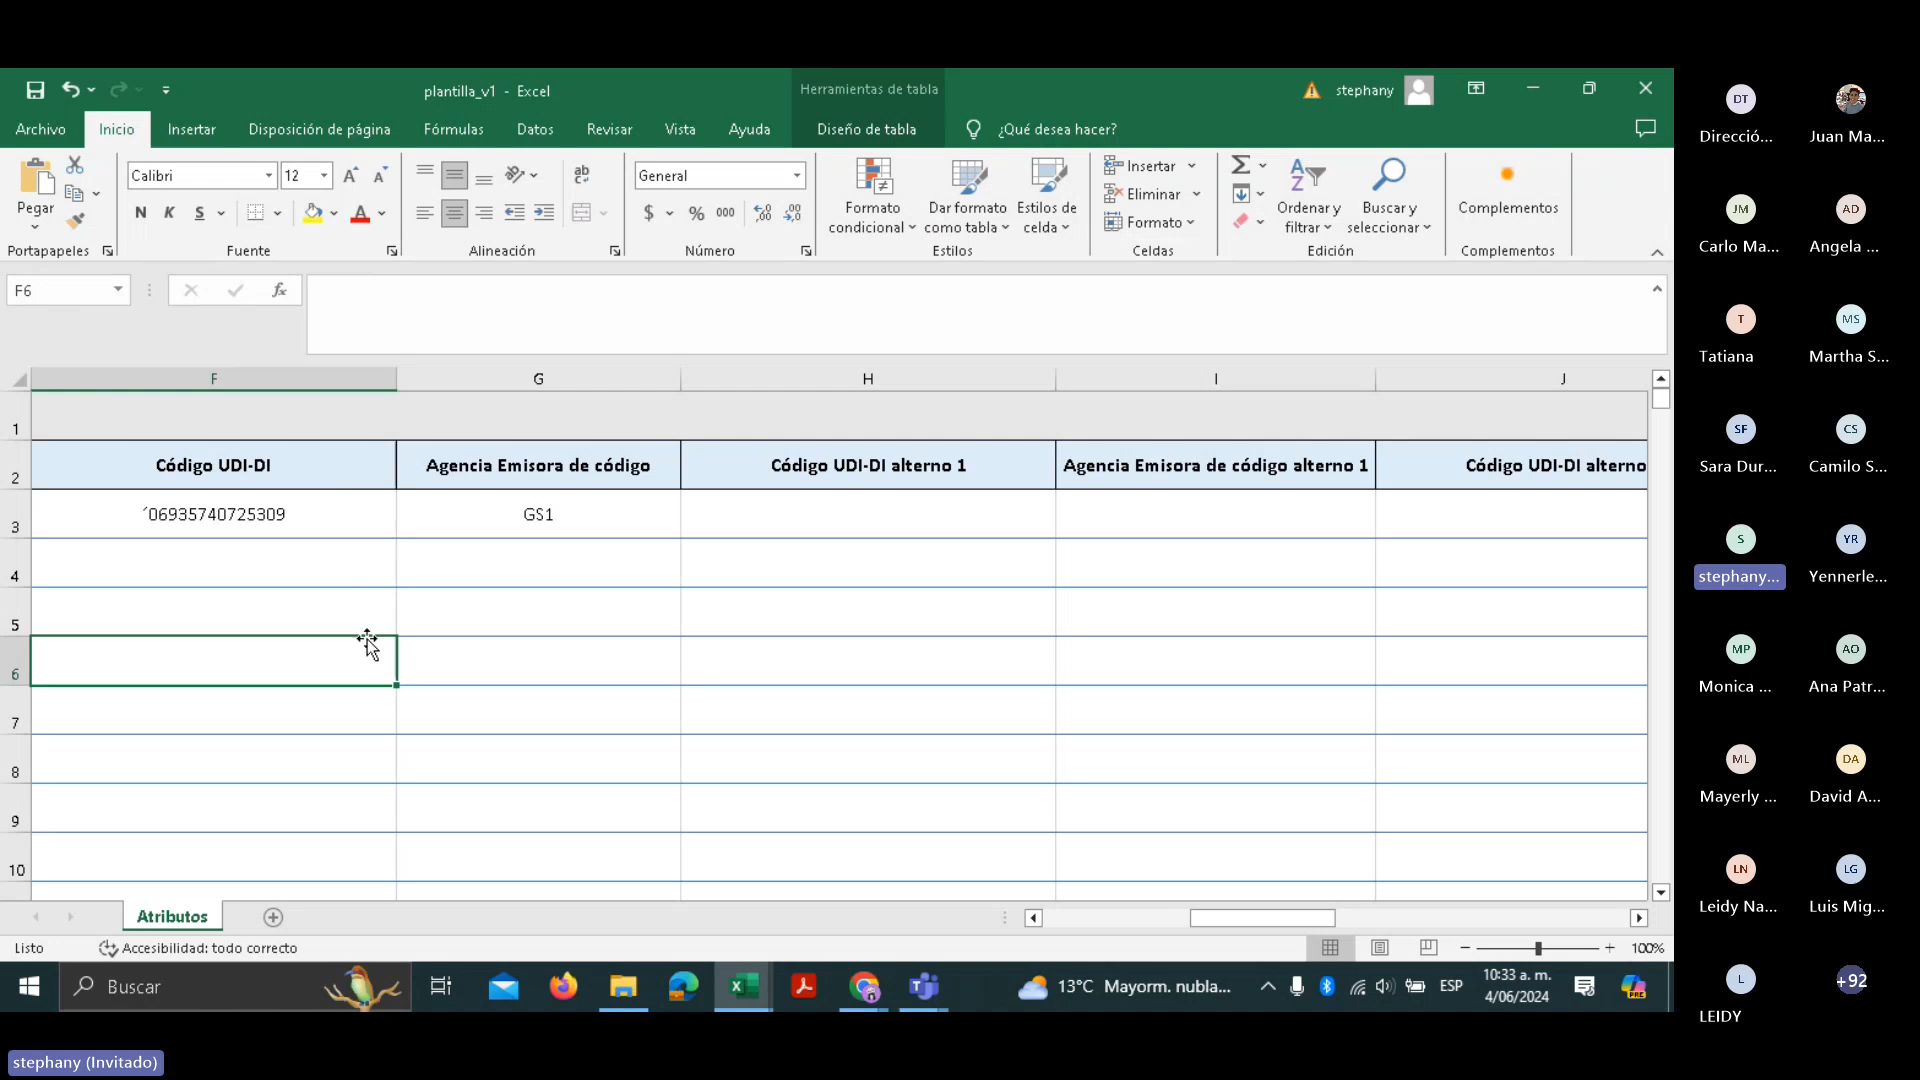 plantilla_v1 - Excel
Herramientas de tabla
stephany
Archivo
Inicio
Insertar
Disposición de página
Fórmulas
Datos
Revisar
Vista
Ayuda
Diseño de tabla
¿Qué desea hacer?
Pegar
Calibri
12
N K S
ab
General
$ % 000
Formato condicional
Dar formato como tabla
Estilos de celda
Insertar
Eliminar
Formato
Ordenar y filtrar
Buscar y seleccionar
Complementos
Portapapeles
Fuente
Alineación
Número
Estilos
Celdas
Edición
Complementos
F6
fx
F G H I J
1
2 Código UDI-DI Agencia Emisora de código Código UDI-DI alterno 1 Agencia Emisora de código alterno 1 Código UDI-DI alterno
3 ´06935740725309 GS1
4
5
6
7
8
9
10
Atributos
Listo
Accesibilidad: todo correcto
100%
Buscar
13°C Mayorm. nubla...
ESP
10:33 a. m.
4/06/2024
PRE
DT
Direcció...
Juan Ma...
JM
Carlo Ma...
AD
Angela ...
T
Tatiana
MS
Martha S...
SF
Sara Dur...
CS
Camilo S...
S
stephany...
YR
Yennerle...
MP
Monica ...
AO
Ana Patr...
ML
Mayerly ...
DA
David A...
LN
Leidy Na...
LG
Luis Mig...
L
LEIDY
+92
stephany (Invitado)